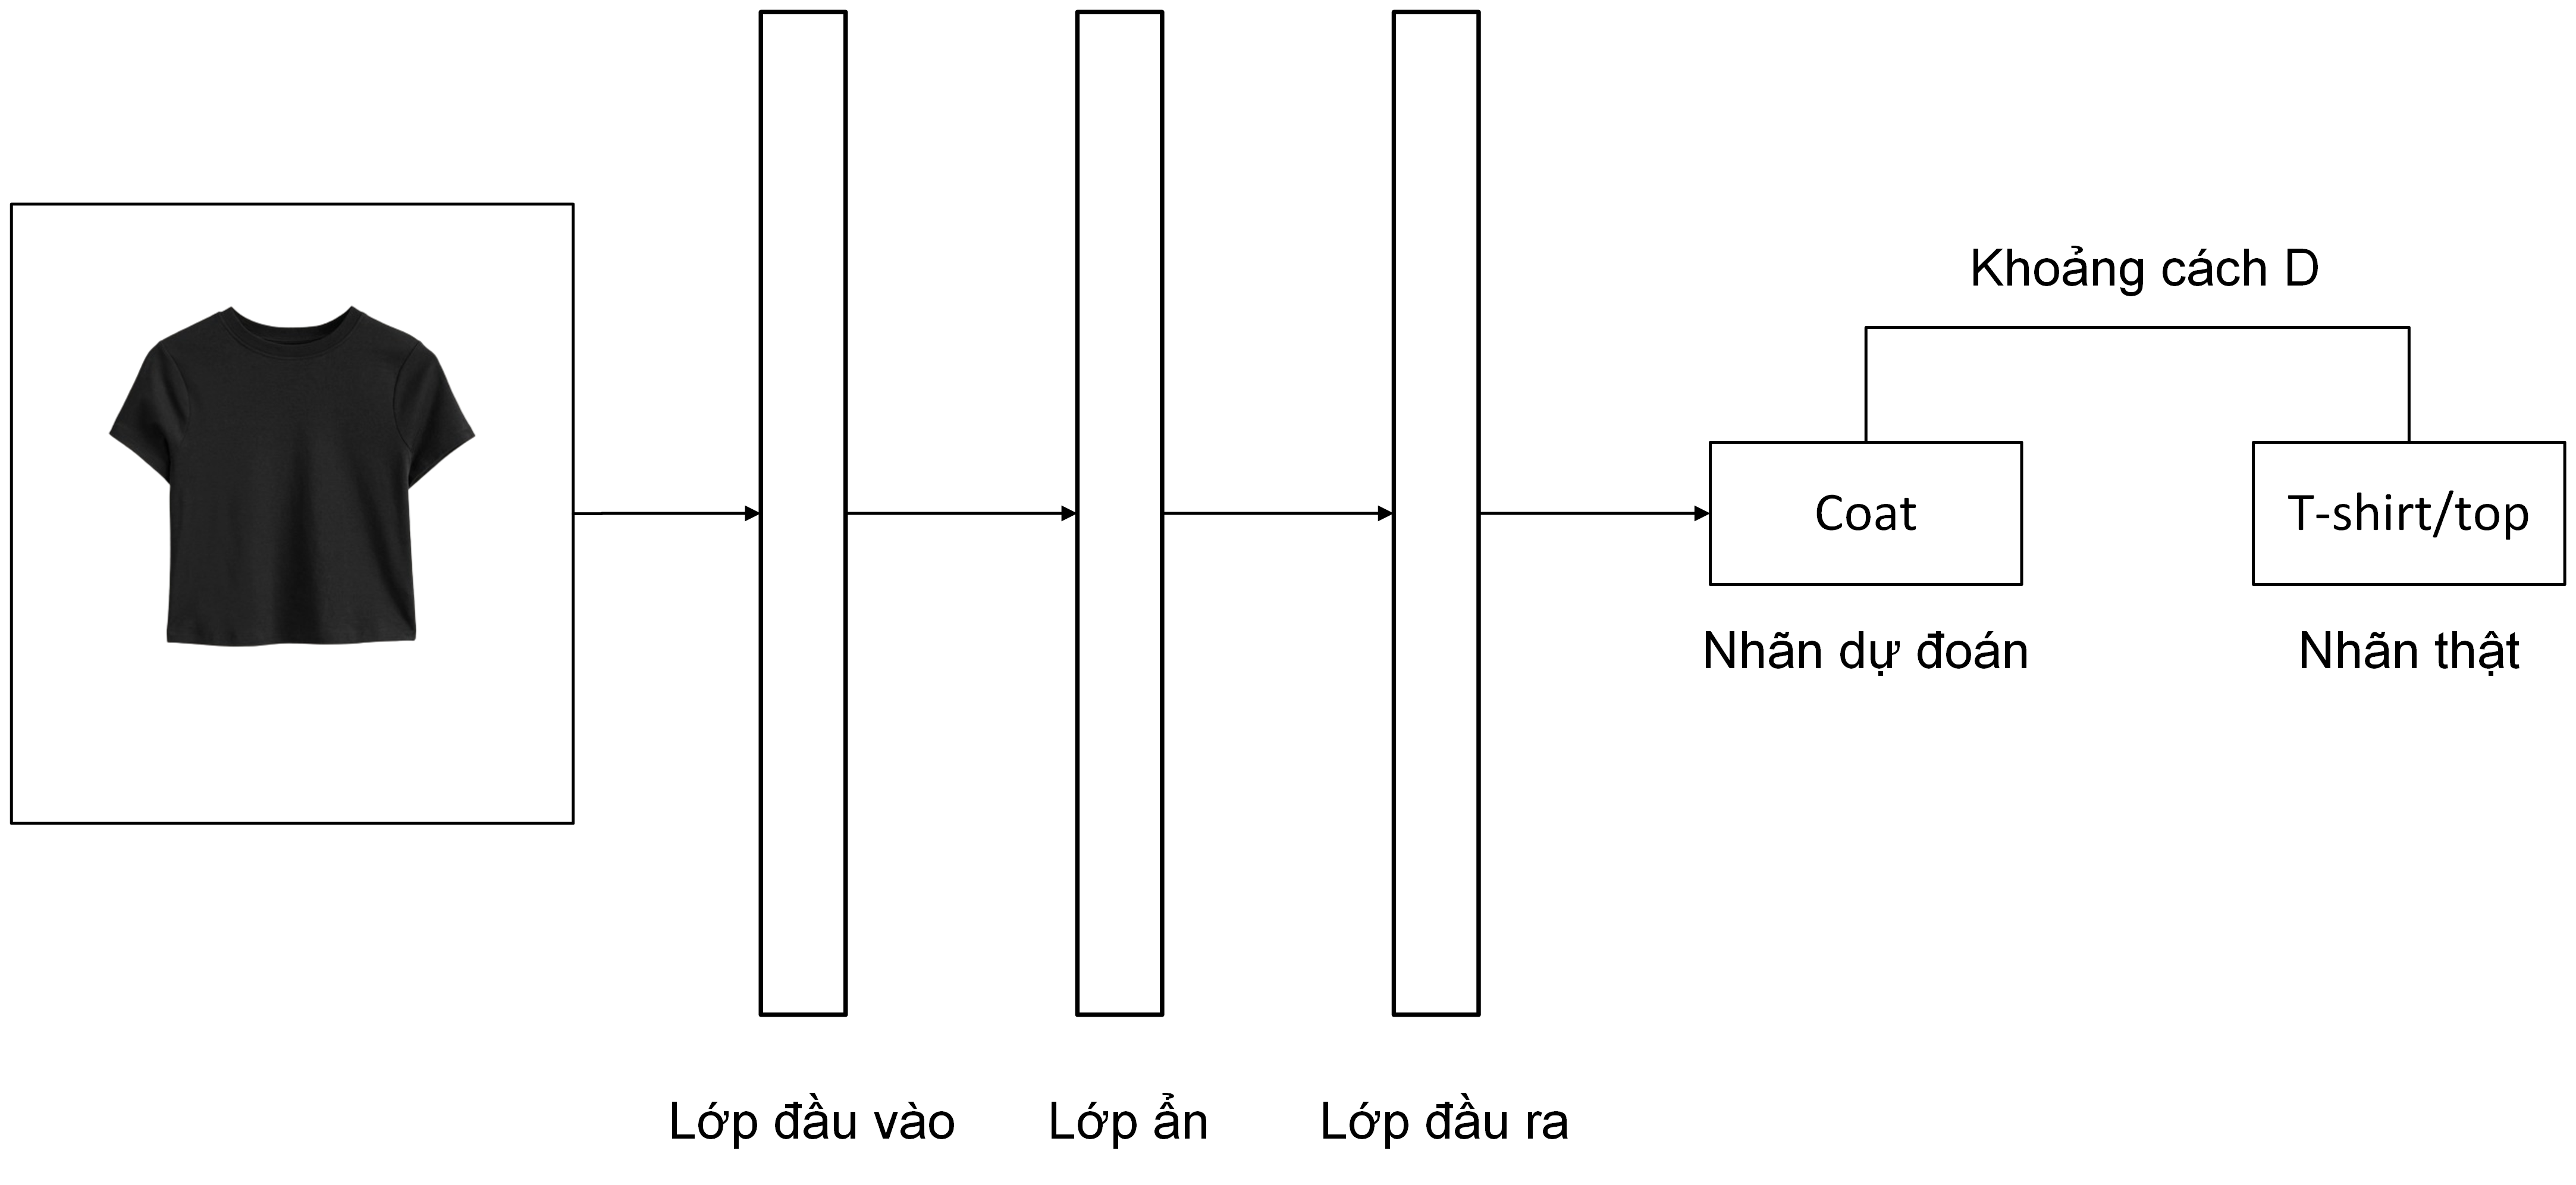 Khoảng cách D
Coat
T-shirt/top
Nhãn dự đoán
Nhãn thật
Lớp đầu vào
Lớp ẩn
Lớp đầu ra